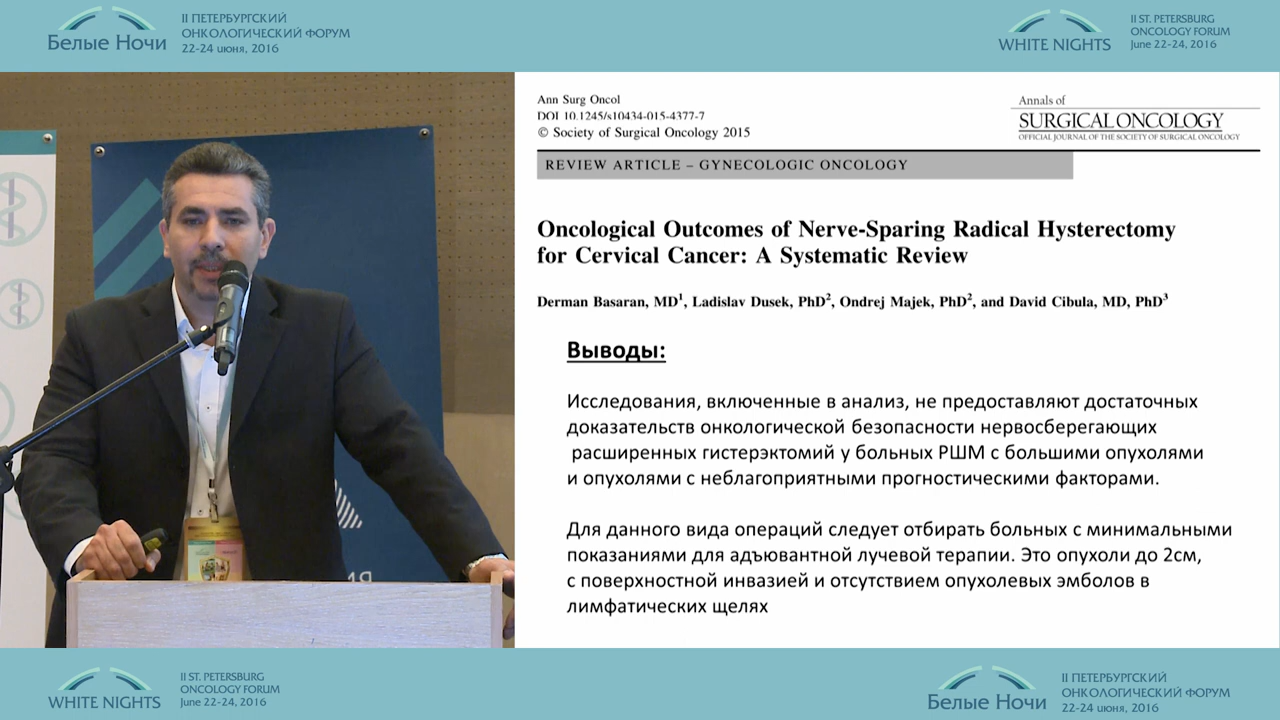 Белые Ночи
II ПЕТЕРБУРГСКИЙ
ОНКОЛОГИЧЕСКИЙ ФОРУМ
22-24 июня, 2016
WHITE NIGHTS
II ST. PETERSBURG
ONCOLOGY FORUM
June 22-24, 2016
Ann Surg Oncol
DOI 10.1245/s10434-015-4377-7
© Society of Surgical Oncology 2015
Annals of
SURGICAL ONCOLOGY
OFFICIAL JOURNAL OF THE SOCIETY OF SURGICAL ONCOLOGY
REVIEW ARTICLE – GYNECOLOGIC ONCOLOGY
Oncological Outcomes of Nerve-Sparing Radical Hysterectomy
for Cervical Cancer: A Systematic Review
Derman Basaran, MD1, Ladislav Dusek, PhD2, Ondrej Majek, PhD2, and David Cibula, MD, PhD3
Выводы:
Исследования, включенные в анализ, не предоставляют достаточных
доказательств онкологической безопасности нервосберегающих
расширенных гистерэктомий у больных РШМ с большими опухолями
и опухолями с неблагоприятными прогностическими факторами.
Для данного вида операций следует отбирать больных с минимальными
показаниями для адъювантной лучевой терапии. Это опухоли до 2см,
с поверхностной инвазией и отсутствием опухолевых эмболов в
лимфатических щелях
WHITE NIGHTS
II ST. PETERSBURG
ONCOLOGY FORUM
June 22-24, 2016
Белые Ночи
II ПЕТЕРБУРГСКИЙ
ОНКОЛОГИЧЕСКИЙ ФОРУМ
22-24 июня, 2016